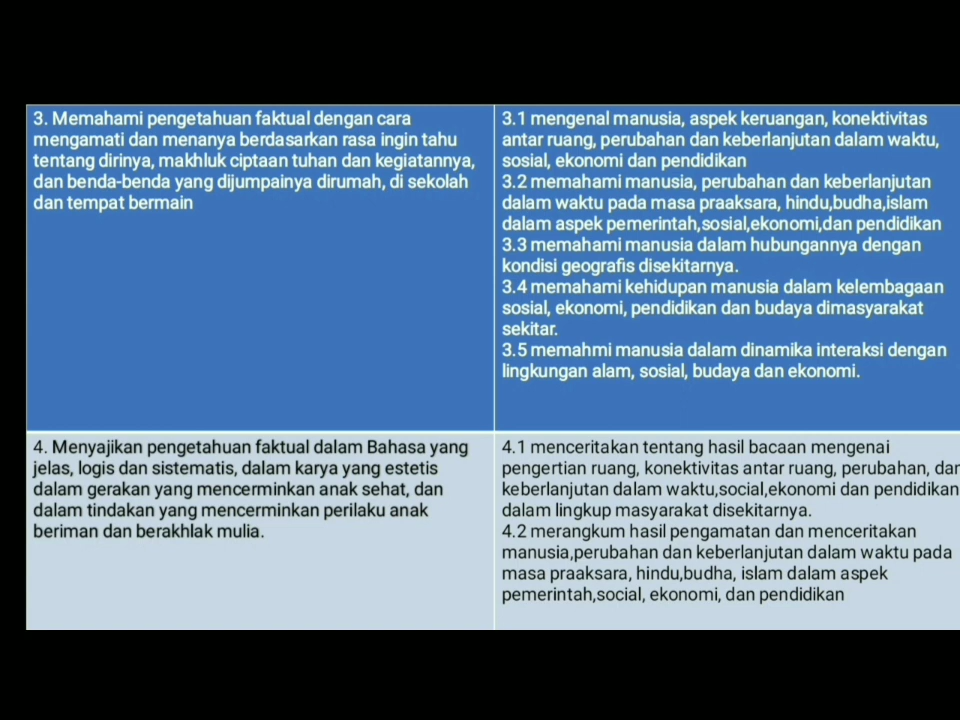 3. Memahami pengetahuan faktual dengan cara
mengamati dan menanya berdasarkan rasa ingin tahu
tentang dirinya, makhluk ciptaan tuhan dan kegiatannya,
dan benda-benda yang dijumpainya dirumah, di sekolah
dan tempat bermain
3.1 mengenal manusia, aspek keruangan, konektivitas
antar ruang, perubahan dan keberlanjutan dalam waktu,
sosial, ekonomi dan pendidikan
3.2 memahami manusia, perubahan dan keberlanjutan
dalam waktu pada masa praaksara, hindu,budha,islam
dalam aspek pemerintah,sosial,ekonomi,dan pendidikan
3.3 memahami manusia dalam hubungannya dengan
kondisi geografis disekitarnya.
3.4 memahami kehidupan manusia dalam kelembagaan
sosial, ekonomi, pendidikan dan budaya dimasyarakat
sekitar.
3.5 memahmi manusia dalam dinamika interaksi dengan
lingkungan alam, sosial, budaya dan ekonomi.
4. Menyajikan pengetahuan faktual dalam Bahasa yang
jelas, logis dan sistematis, dalam karya yang estetis
dalam gerakan yang mencerminkan anak sehat, dan
dalam tindakan yang mencerminkan perilaku anak
beriman dan berakhlak mulia.
4.1 menceritakan tentang hasil bacaan mengenai
pengertian ruang, konektivitas antar ruang, perubahan, dan
keberlanjutan dalam waktu,social,ekonomi dan pendidikan
dalam lingkup masyarakat disekitarnya.
4.2 merangkum hasil pengamatan dan menceritakan
manusia,perubahan dan keberlanjutan dalam waktu pada
masa praaksara, hindu,budha, islam dalam aspek
pemerintah,social, ekonomi, dan pendidikan